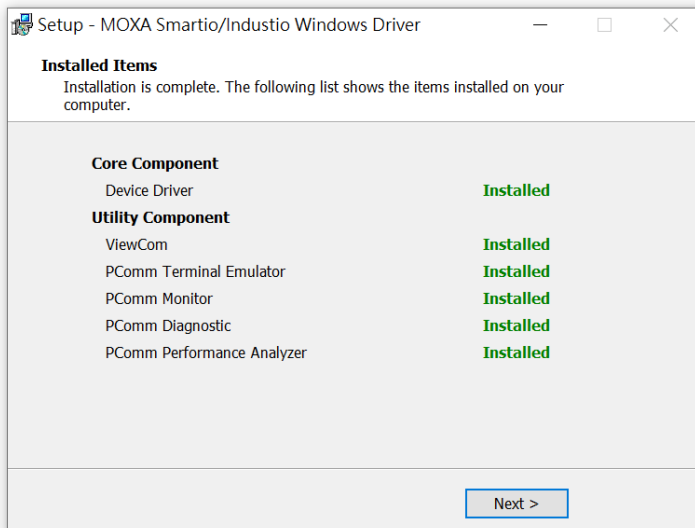 Setup - MOXA Smartio/Industio Windows Driver
Installed Items
Installation is complete. The following list shows the items installed on your
computer.
Core Component
Device Driver Installed
Utility Component
ViewCom Installed
PComm Terminal Emulator Installed
PComm Monitor Installed
PComm Diagnostic Installed
PComm Performance Analyzer Installed
Next >